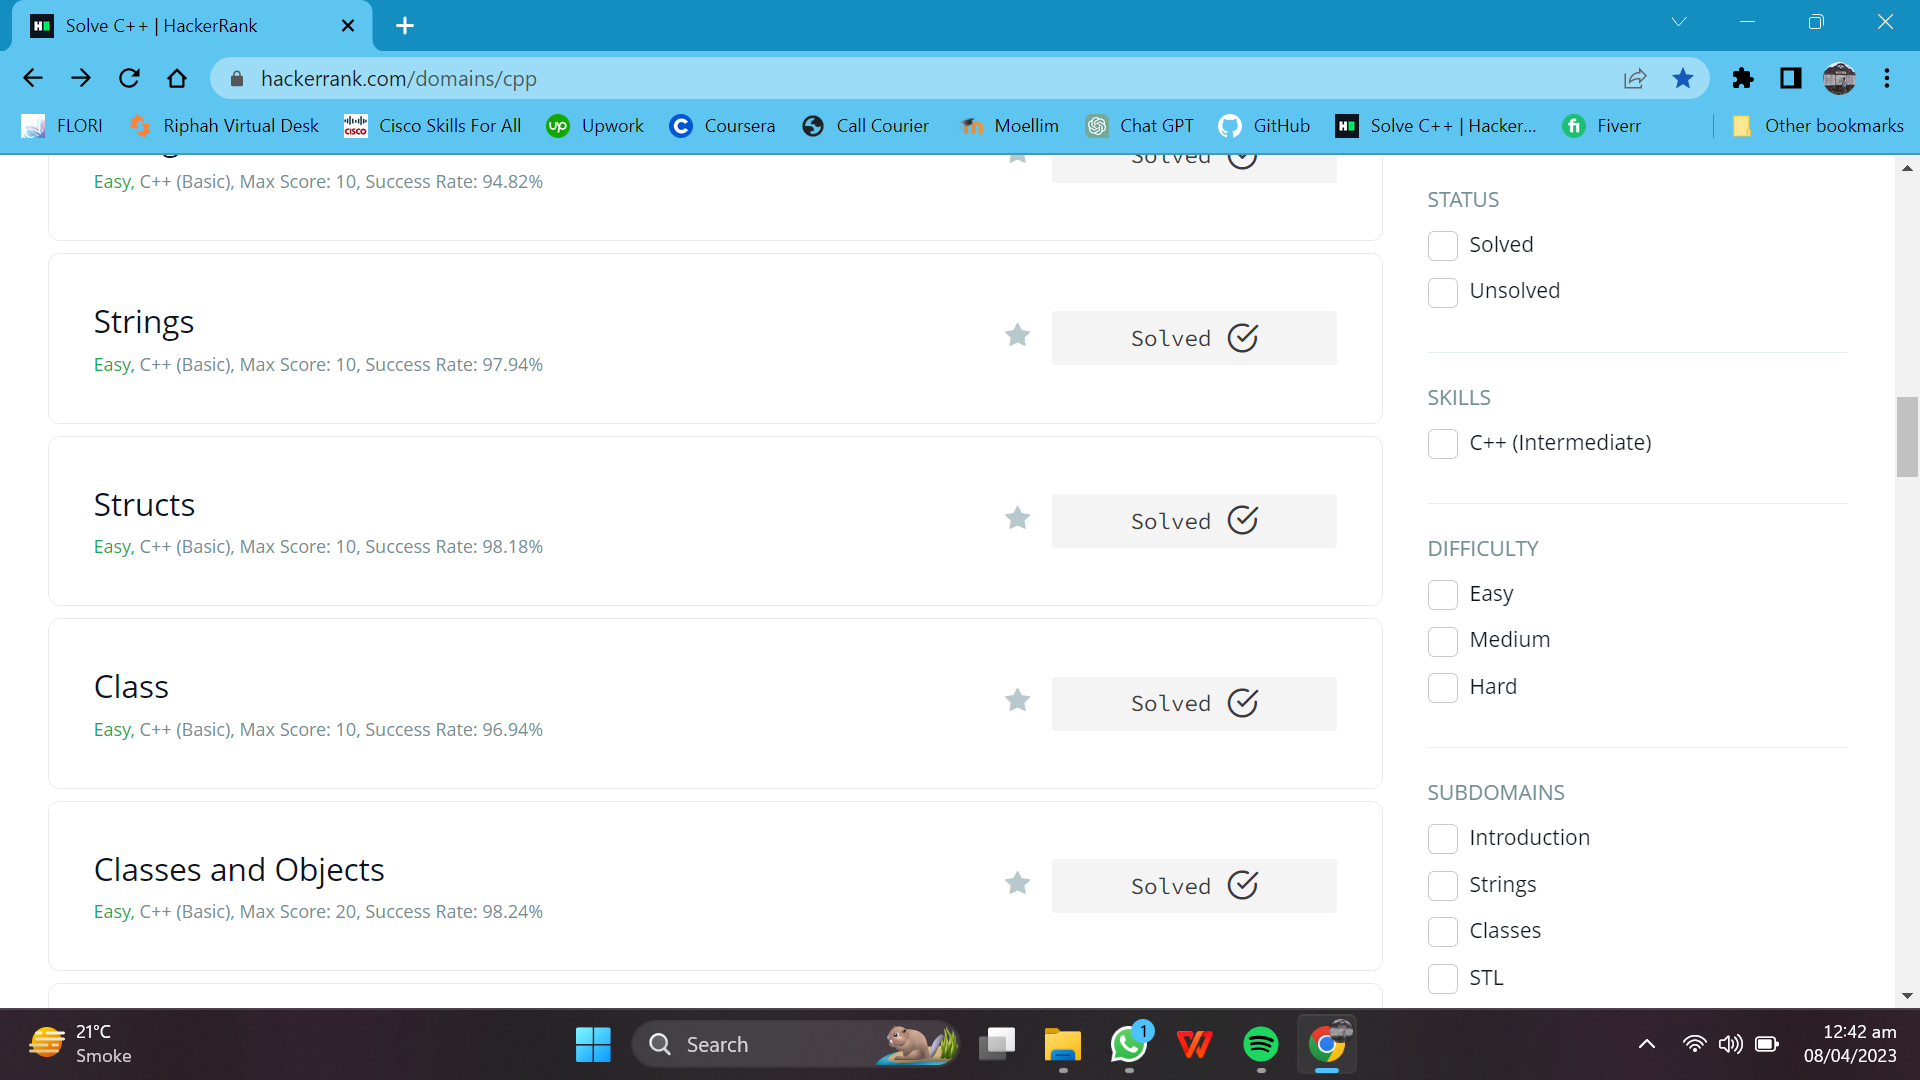 Solve C++ | HackerRank
hackerrank.com/domains/cpp
FLORI
Riphah Virtual Desk
CISCO
Cisco Skills For All
up
Upwork
Coursera
Call Courier
Moellim
Chat GPT
GitHub
Solve C++ | Hacker...
fi
Fiverr
Other bookmarks
Solved
Easy, C++ (Basic), Max Score: 10, Success Rate: 94.82%
Strings
Easy, C++ (Basic), Max Score: 10, Success Rate: 97.94%
Solved
Structs
Easy, C++ (Basic), Max Score: 10, Success Rate: 98.18%
Solved
Class
Easy, C++ (Basic), Max Score: 10, Success Rate: 96.94%
Solved
Classes and Objects
Easy, C++ (Basic), Max Score: 20, Success Rate: 98.24%
Solved
STATUS
Solved
Unsolved
SKILLS
C++ (Intermediate)
DIFFICULTY
Easy
Medium
Hard
SUBDOMAINS
Introduction
Strings
Classes
STL
21°C
Smoke
Search
1
12:42 am
08/04/2023